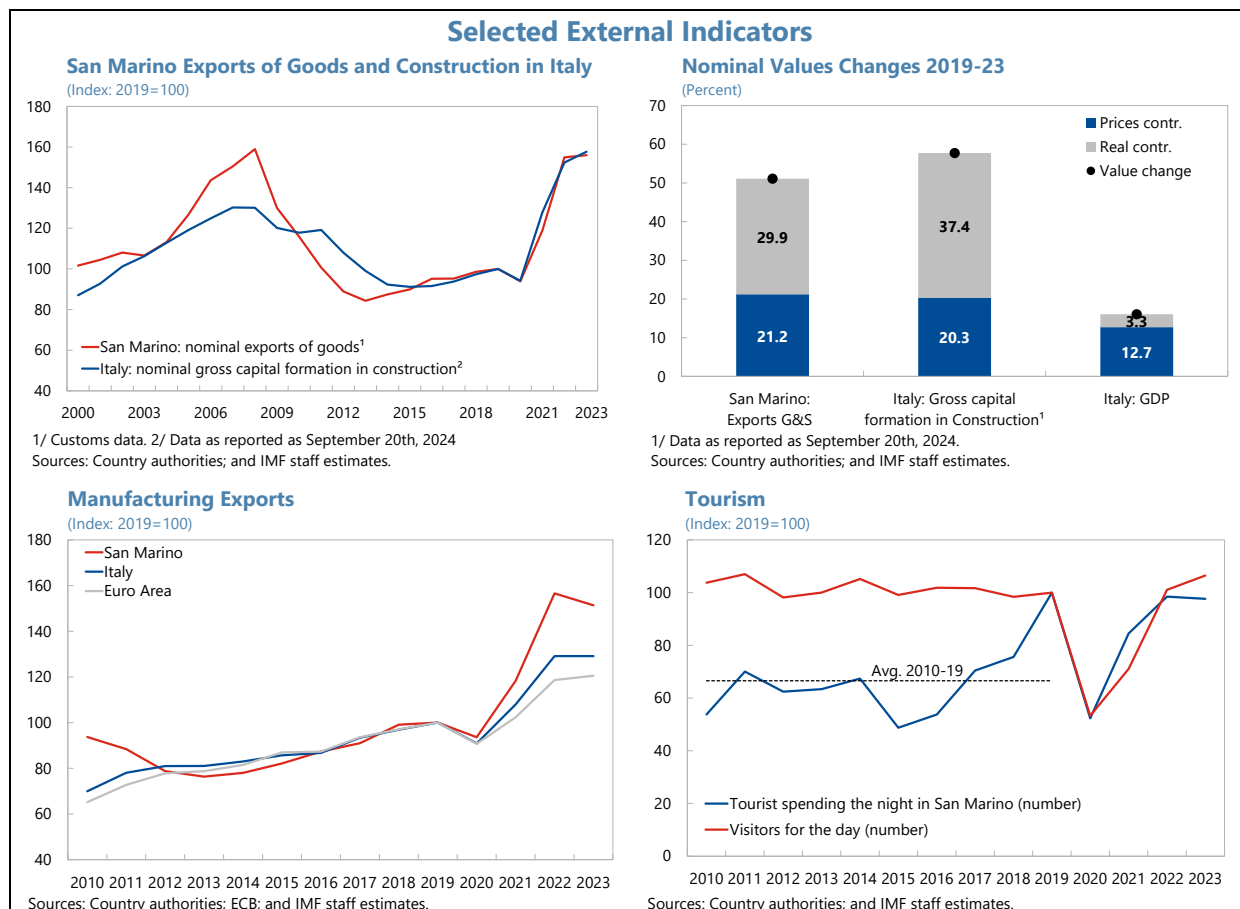 Selected External Indicators
San Marino Exports of Goods and Construction in Italy
(Index: 2019=100)
180
160
140
120
100
80
60
40
San Marino: nominal exports of goods¹
Italy: nominal gross capital formation in construction²
2000 2003 2006 2009 2012 2015 2018 2021 2023
1/ Customs data. 2/ Data as reported as September 20th, 2024
Sources: Country authorities; and IMF staff estimates.
Nominal Values Changes 2019-23
(Percent)
70
60
50
40
30
20
10
0
Prices contr.
Real contr.
Value change
29.9
21.2
37.4
20.3
3.3
12.7
San Marino:
Exports G&S
Italy: Gross capital
formation in Construction¹
Italy: GDP
1/ Data as reported as September 20th, 2024.
Sources: Country authorities; and IMF staff estimates.
Manufacturing Exports
(Index: 2019=100)
180
160
140
120
100
80
60
40
San Marino
Italy
Euro Area
2010 2011 2012 2013 2014 2015 2016 2017 2018 2019 2020 2021 2022 2023
Sources: Country authorities; ECB; and IMF staff estimates.
Tourism
(Index: 2019=100)
120
100
80
60
40
20
0
Avg. 2010-19
Tourist spending the night in San Marino (number)
Visitors for the day (number)
2010 2011 2012 2013 2014 2015 2016 2017 2018 2019 2020 2021 2022 2023
Sources: Country authorities; and IMF staff estimates.